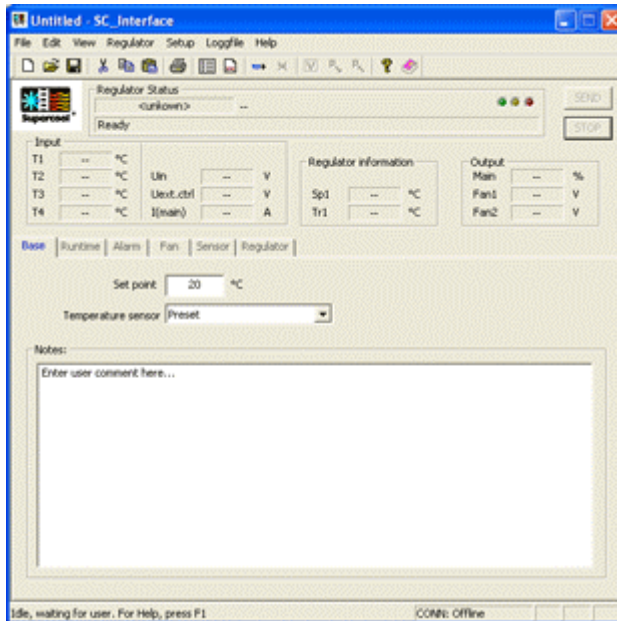 Untitled - SC_Interface
File Edit View Regulator Setup Loggfile Help
Regulator Status
<unkown> --
Ready
SEND
STOP
Supercool
Input
T1 -- °C
T2 -- °C Uin -- V
T3 -- °C Uext.ctrl -- V
T4 -- °C I(main) -- A
Regulator information
Sp1 -- °C
Tr1 -- °C
Output
Main -- %
Fan1 -- V
Fan2 -- V
Base Runtime Alarm Fan Sensor Regulator
Set point 20 °C
Temperature sensor Preset
Notes:
Enter user comment here...
Idle, waiting for user. For Help, press F1 CONN: Offline